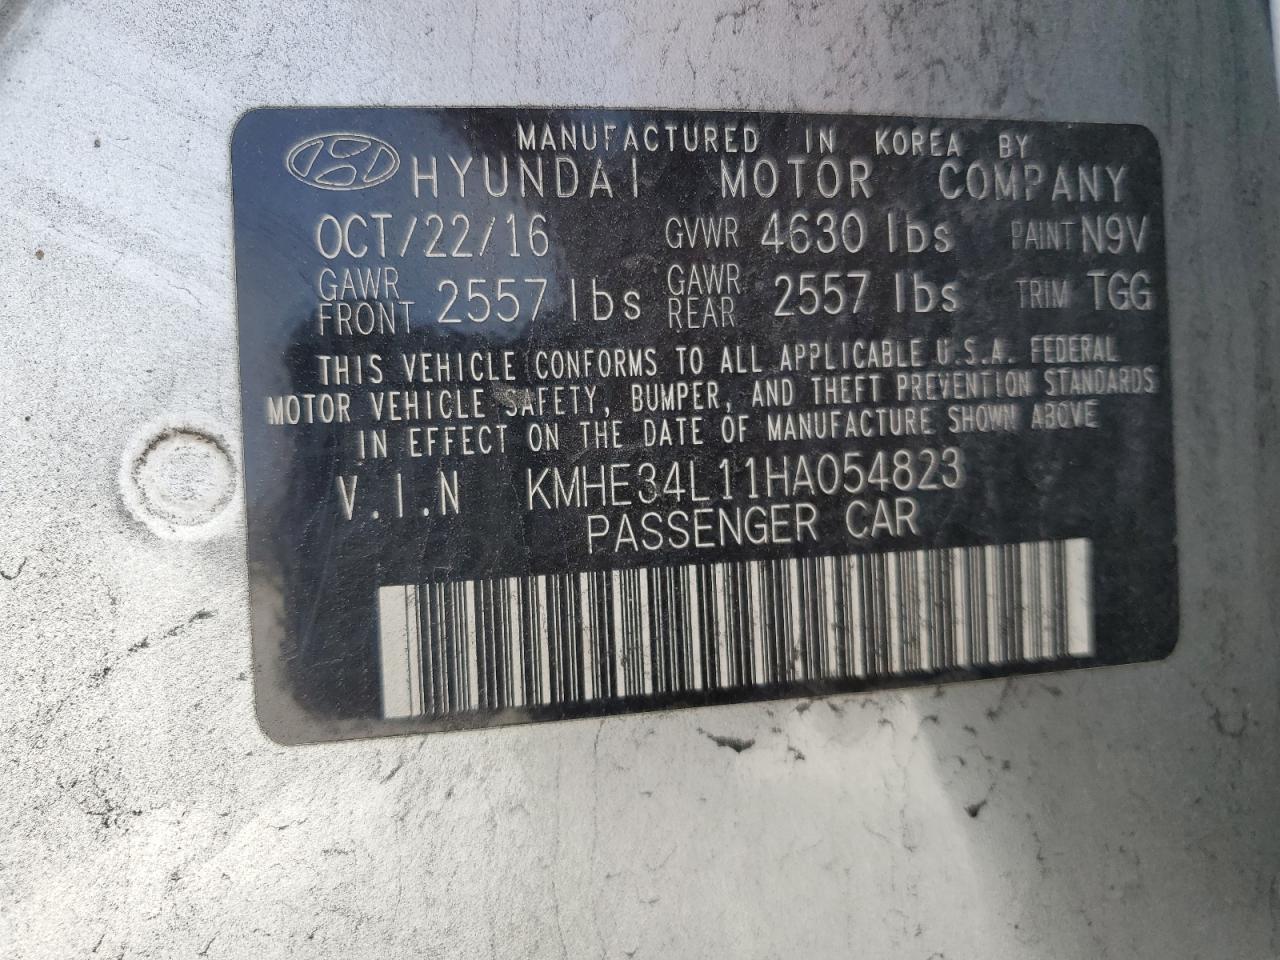 MANUFACTURED IN KOREA BY
HYUNDAI MOTOR COMPANY
OCT/22/16 GVWR 4630 lbs PAINT N9V
GAWR FRONT 2557 lbs GAWR REAR 2557 lbs TRIM TGG
THIS VEHICLE CONFORMS TO ALL APPLICABLE U.S.A. FEDERAL
MOTOR VEHICLE SAFETY, BUMPER, AND THEFT PREVENTION STANDARDS
IN EFFECT ON THE DATE OF MANUFACTURE SHOWN ABOVE
V.I.N KMHE34L11HA054823
PASSENGER CAR